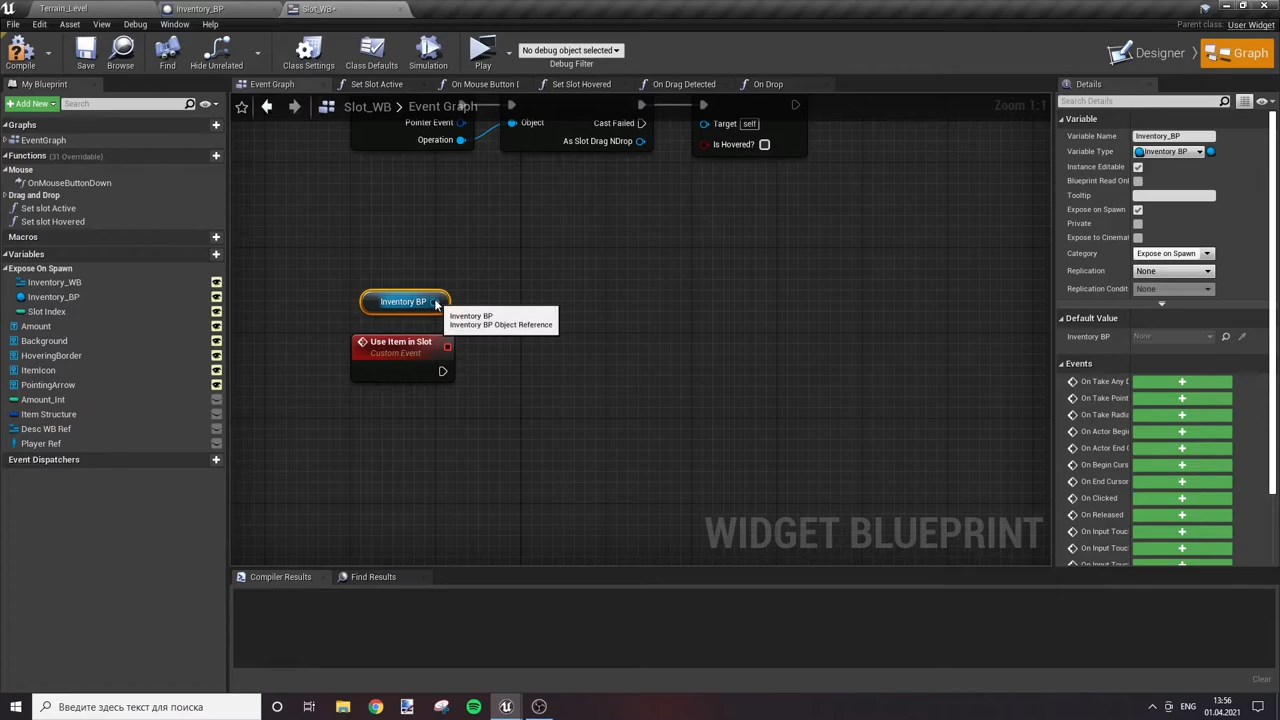 Terrain_Level
Inventory_BP
Slot_WB*
File
Edit
Asset
View
Debug
Window
Help
Parent class:
User Widget
Compile
Save
Browse
Find
Hide Unrelated
Class Settings
Class Defaults
Simulation
Play
No debug object selected
Debug Filter
Designer
Graph
My Blueprint
Add New
Search
Graphs
EventGraph
Functions (31 Overridable)
Mouse
OnMouseButtonDown
Drag and Drop
Set slot Active
Set slot Hovered
Macros
Variables
Expose On Spawn
Inventory_WB
Inventory_BP
Slot Index
Amount
Background
HoveringBorder
ItemIcon
PointingArrow
Amount_Int
Item Structure
Desc WB Ref
Player Ref
Event Dispatchers
Event Graph
Set Slot Active
On Mouse Button I
Set Slot Hovered
On Drag Detected
On Drop
Slot_WB > Event Graph
Zoom 1:1
Pointer Event
Operation
Object
Cast Failed
As Slot Drag NDrop
Target self
Is Hovered?
Inventory BP
Inventory BP
Inventory BP Object Reference
Use Item in Slot
Custom Event
WIDGET BLUEPRINT
Compiler Results
Find Results
Clear
Details
Search Details
Variable
Variable Name
Inventory_BP
Variable Type
Inventory BP
Instance Editable
Blueprint Read Onl
Tooltip
Expose on Spawn
Private
Expose to Cinemat
Category
Expose on Spawn
Replication
None
Replication Condit
None
Default Value
Inventory BP
None
Events
On Take Any D
On Take Point
On Take Radia
On Actor Begi
On Actor End C
On Begin Curs
On End Cursor
On Clicked
On Released
On Input Touc
On Input Touc
On Input Touc
Введите здесь текст для поиска
ENG
13:56
01.04.2021